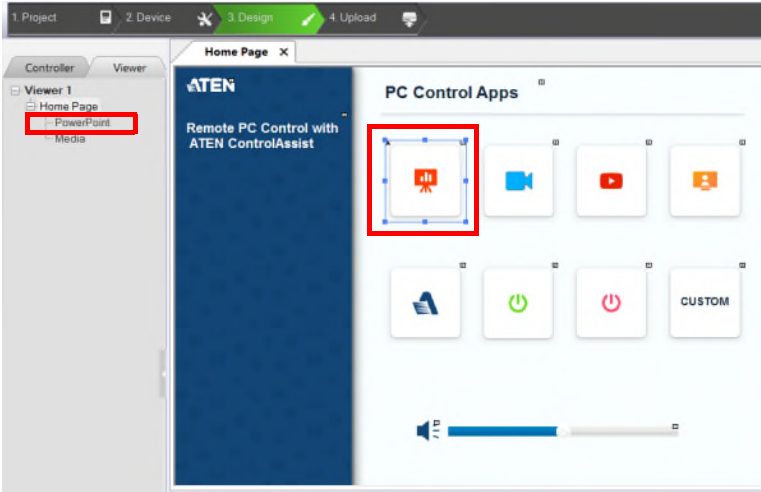 1. Project
2. Device
3. Design
4. Upload
Home Page X
Controller
Viewer
Viewer 1
Home Page
PowerPoint
Media
ATEN
Remote PC Control with
ATEN ControlAssist
PC Control Apps
CUSTOM